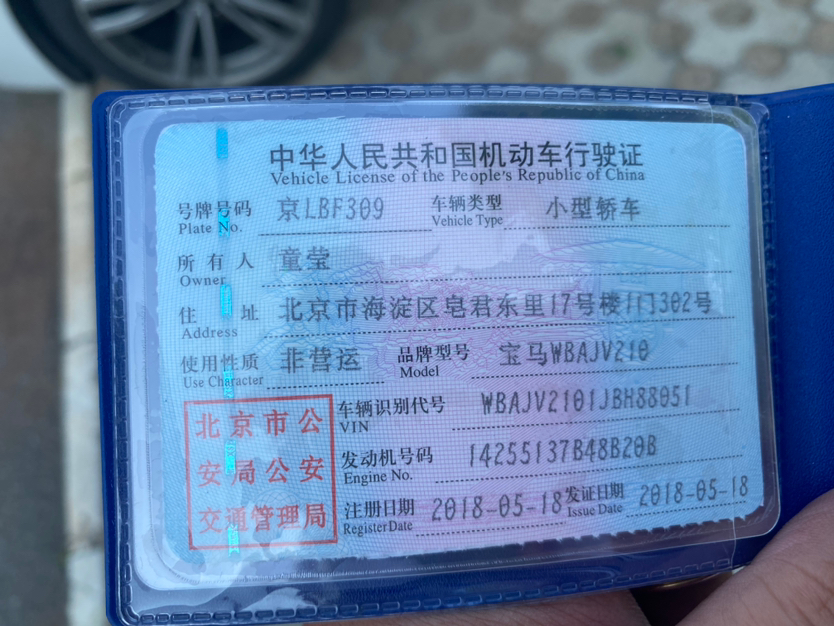 中华人民共和国机动车行驶证
Vehicle License of the People's Republic of China
号牌号码 京LBF309 车辆类型 小型轿车
Plate No. Vehicle Type
所有人 童莹
Owner
住址 北京市海淀区皂君东里17号楼1门302号
Address
使用性质 非营运 品牌型号 宝马WBAJV210
Use Character Model
车辆识别代号 WBAJV2101JBH88051
VIN
发动机号码 14255137B48B20B
Engine No.
注册日期 2018-05-18 发证日期 2018-05-18
Register Date Issue Date
北京市公
安局公安
交通管理局